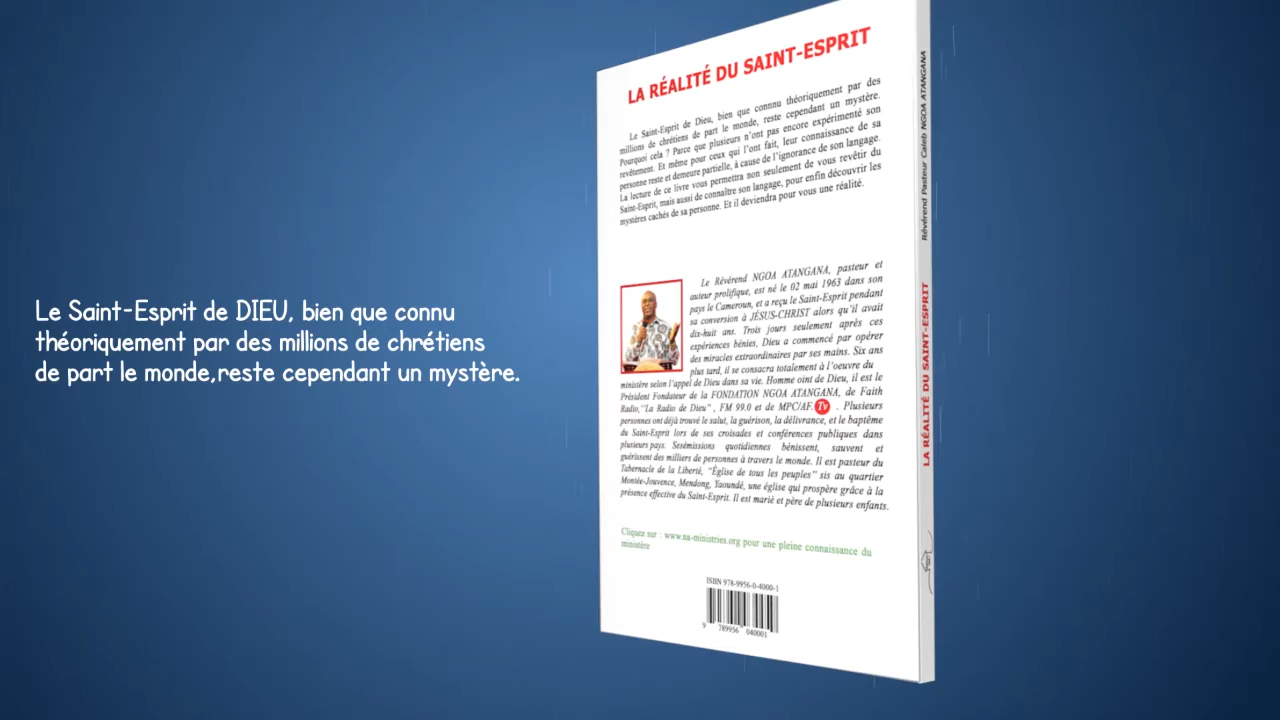 Le Saint-Esprit de DIEU, bien que connu
théoriquement par des millions de chrétiens
de part le monde,reste cependant un mystère.
LA RÉALITÉ DU SAINT-ESPRIT
Le Saint-Esprit de Dieu, bien que connnu théoriquement par des
millions de chrétiens de part le monde, reste cependant un mystère.
Pourquoi cela ? Parce que plusieurs n'ont pas encore expérimenté son
revêtement. Et même pour ceux qui l'ont fait, leur connaissance de sa
personne reste et demeure partielle, à cause de l'ignorance de son langage.
La lecture de ce livre vous permettra non seulement de vous revêtir du
Saint-Esprit, mais aussi de connaître son langage, pour enfin découvrir les
mystères cachés de sa personne. Et il deviendra pour vous une réalité.
Le Révérend NGOA ATANGANA, pasteur et
auteur prolifique, est né le 02 mai 1963 dans son
pays le Cameroun, et a reçu le Saint-Esprit pendant
sa conversion à JÉSUS-CHRIST alors qu'il avait
dix-huit ans. Trois jours seulement après ces
expériences bénies, Dieu a commencé par opérer
des miracles extraordinaires par ses mains. Six ans
plus tard, il se consacra totalement à l'oeuvre du
ministère selon l'appel de Dieu dans sa vie. Homme oint de Dieu, il est le
Président Fondateur de la FONDATION NGOA ATANGANA, de Faith
Radio,"La Radio de Dieu" , FM 99.0 et de MPC/AF. Tv . Plusieurs
personnes ont déjà trouvé le salut, la guérison, la délivrance, et le baptême
du Saint-Esprit lors de ses croisades et conférences publiques dans
plusieurs pays. Sesémissions quotidiennes bénissent, sauvent et
guérissent des milliers de personnes à travers le monde. Il est pasteur du
Tabernacle de la Liberté, "Église de tous les peuples" sis au quartier
Montée-Jouvence, Mendong, Yaoundé, une église qui prospère grâce à la
présence effective du Saint-Esprit. Il est marié et père de plusieurs enfants.
Cliquez sur : www.na-ministries.org pour une pleine connaissance du
ministère
ISBN 978-9956-0-4000-1
9 789956 040001
Révérend Pasteur Caleb NGOA ATANGANA
LA RÉALITÉ DU SAINT-ESPRIT